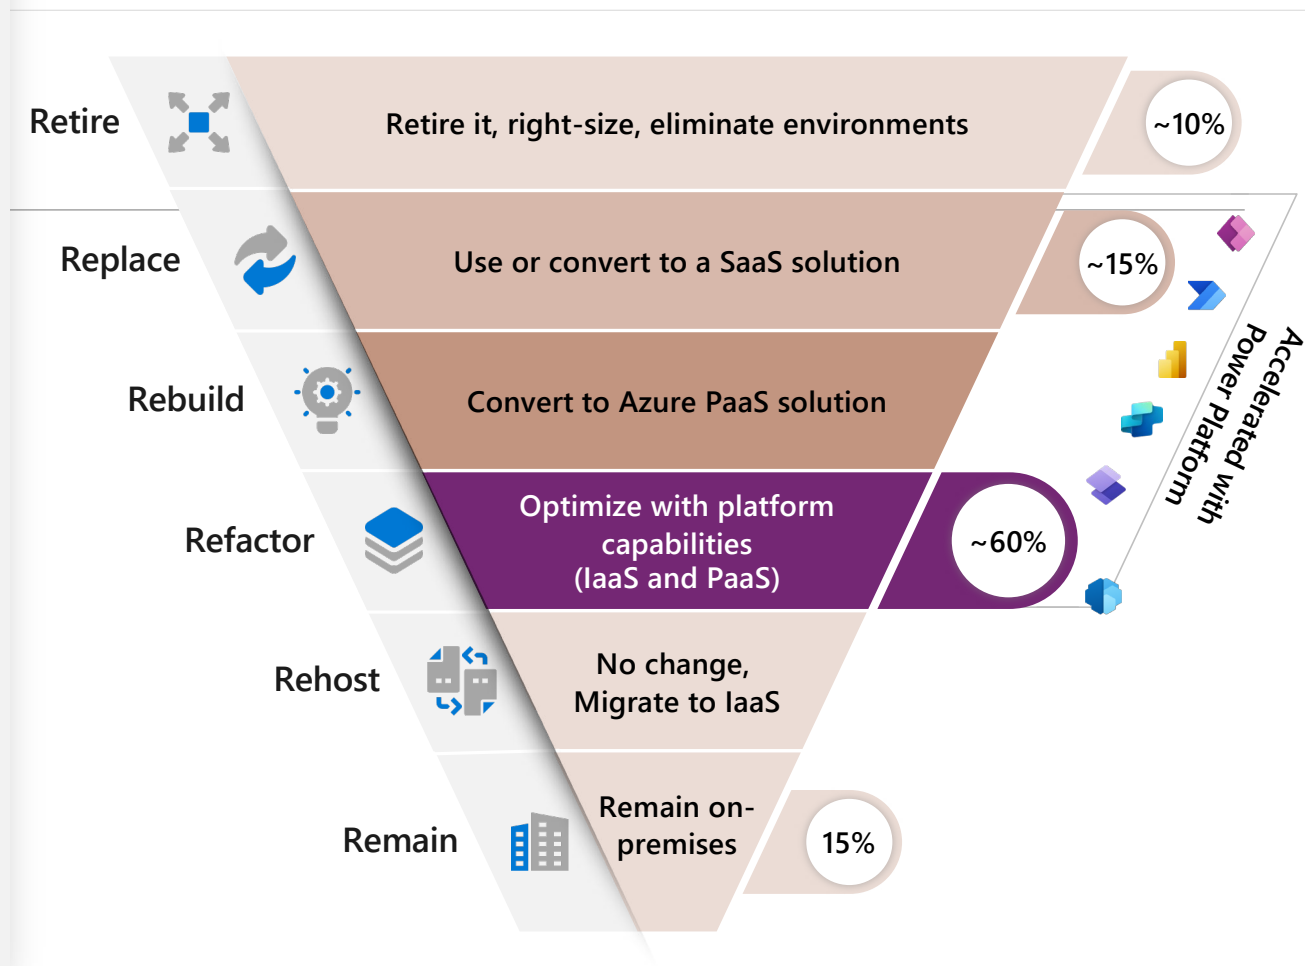 Retire
Retire it, right-size, eliminate environments
~10%
Replace
Use or convert to a SaaS solution
~15%
Rebuild
Convert to Azure PaaS solution
Accelerated with
Power Platform
Refactor
Optimize with platform
capabilities
(IaaS and PaaS)
~60%
Rehost
No change,
Migrate to IaaS
Remain
Remain on-
premises
15%